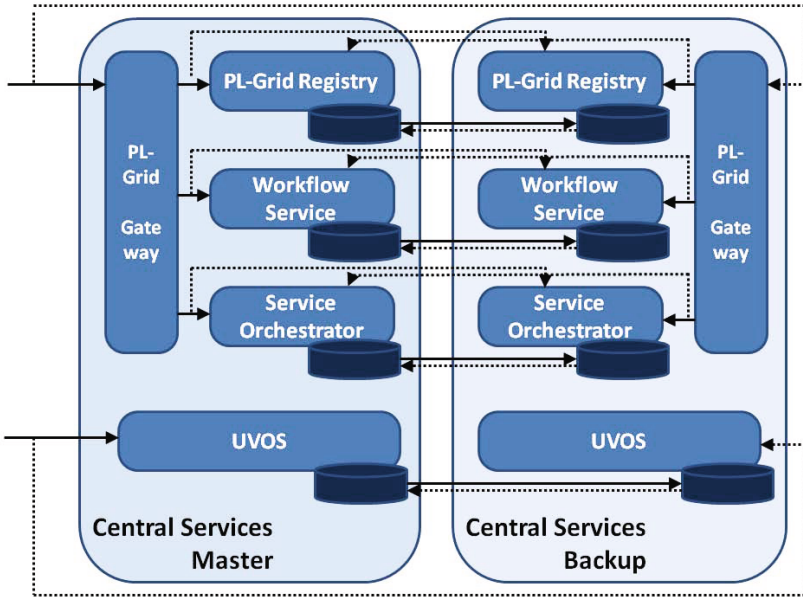 PL-Grid Registry
PL-Grid Registry
PL-
Grid
Gate
way
PL-
Grid
Gate
way
Workflow
Service
Workflow
Service
Service
Orchestrator
Service
Orchestrator
UVOS
UVOS
Central Services
Master
Central Services
Backup